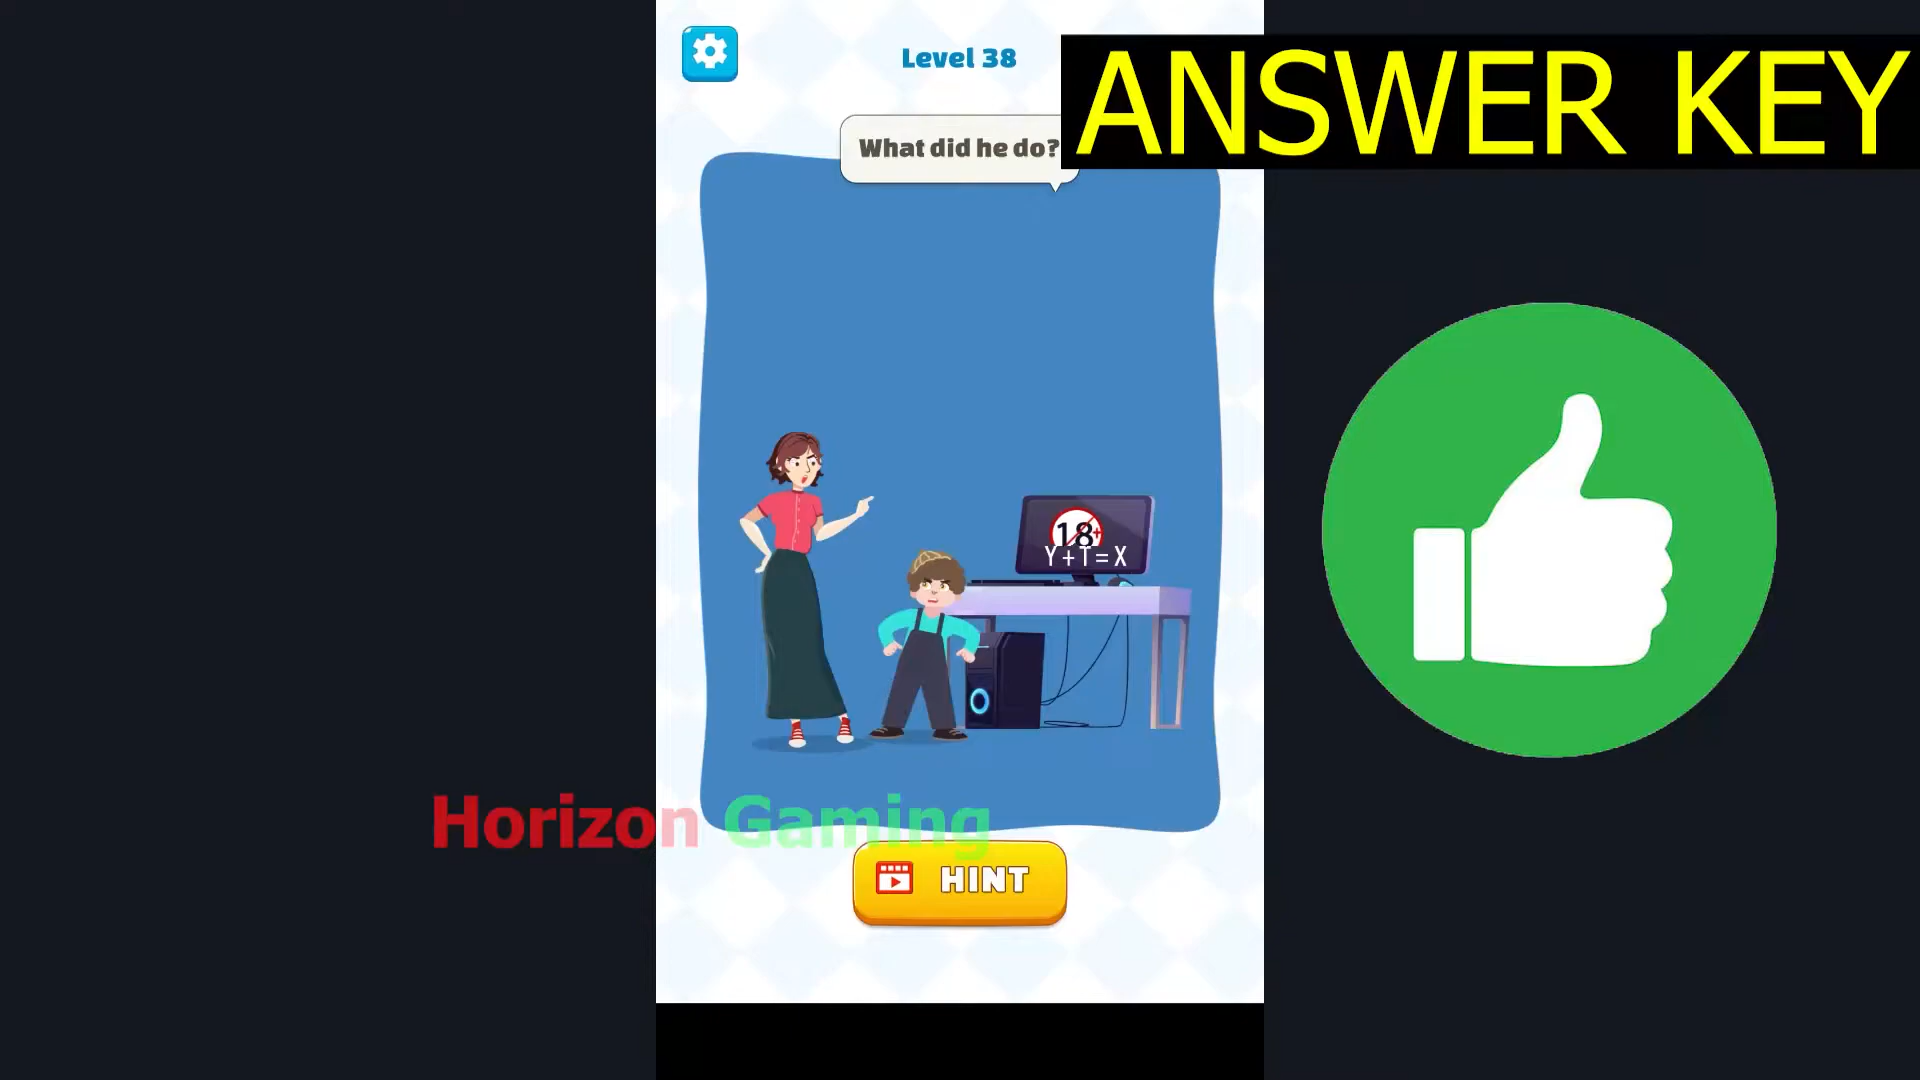 Level 38
ANSWER KEY
What did he do?
18+
Y+T=X
Horizon Gaming
HINT